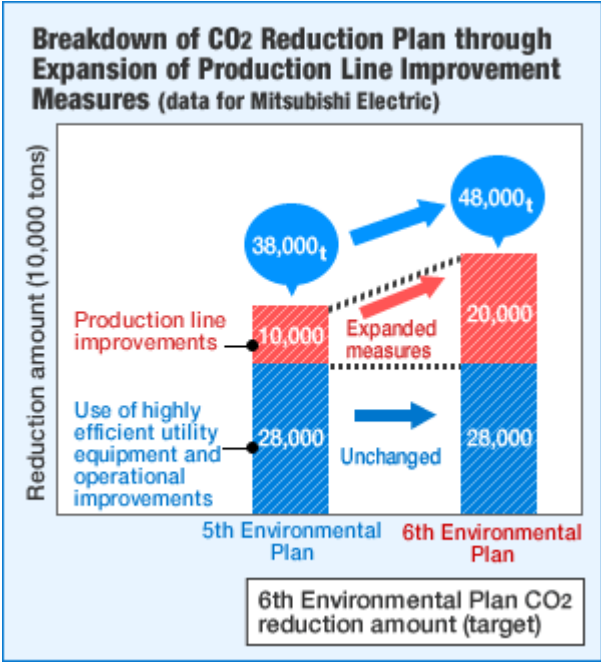 Breakdown of CO2 Reduction Plan through
Expansion of Production Line Improvement
Measures (data for Mitsubishi Electric)
Reduction amount (10,000 tons)
48,000t
38,000t
Production line
improvements
10,000
Expanded
measures
20,000
Use of highly
efficient utility
equipment and
operational
improvements
28,000
Unchanged
28,000
5th Environmental
Plan
6th Environmental
Plan
6th Environmental Plan CO2
reduction amount (target)